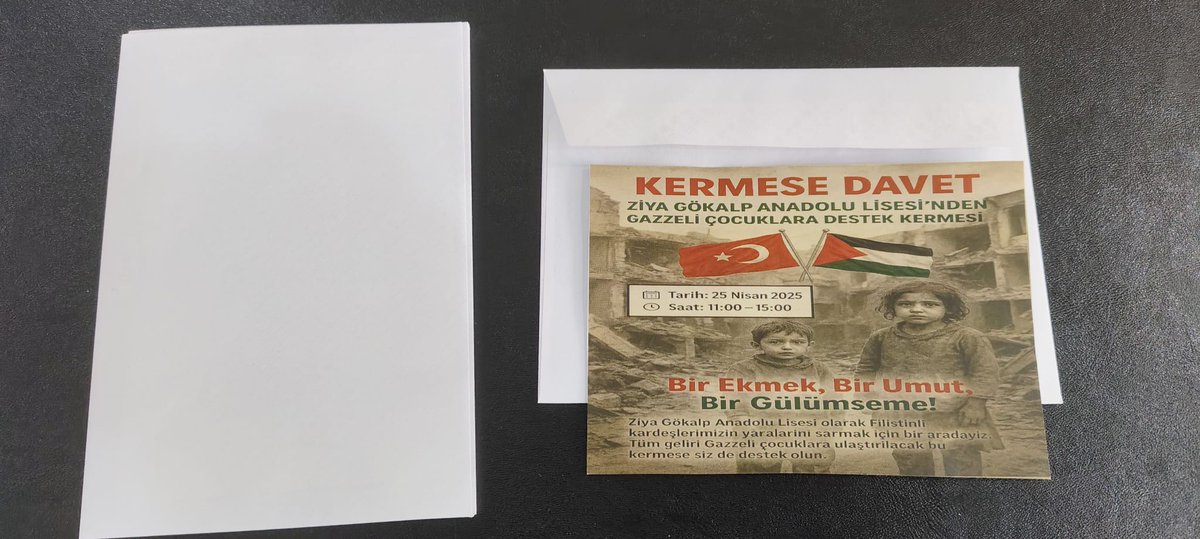 KERMESE DAVET
ZİYA GÖKALP ANADOLU LİSESİ'NDEN
GAZZELİ ÇOCUKLARA DESTEK KERMESİ
Tarih: 25 Nisan 2025
Saat: 11:00 – 15:00
Bir Ekmek, Bir Umut,
Bir Gülümseme!
Ziya Gökalp Anadolu Lisesi olarak Filistinli
kardeşlerimizin yaralarini sarmak için bir aradayiz.
Tüm geliri Gazzeli çocuklara ulaştırılacak bu
kermese siz de destek olun.